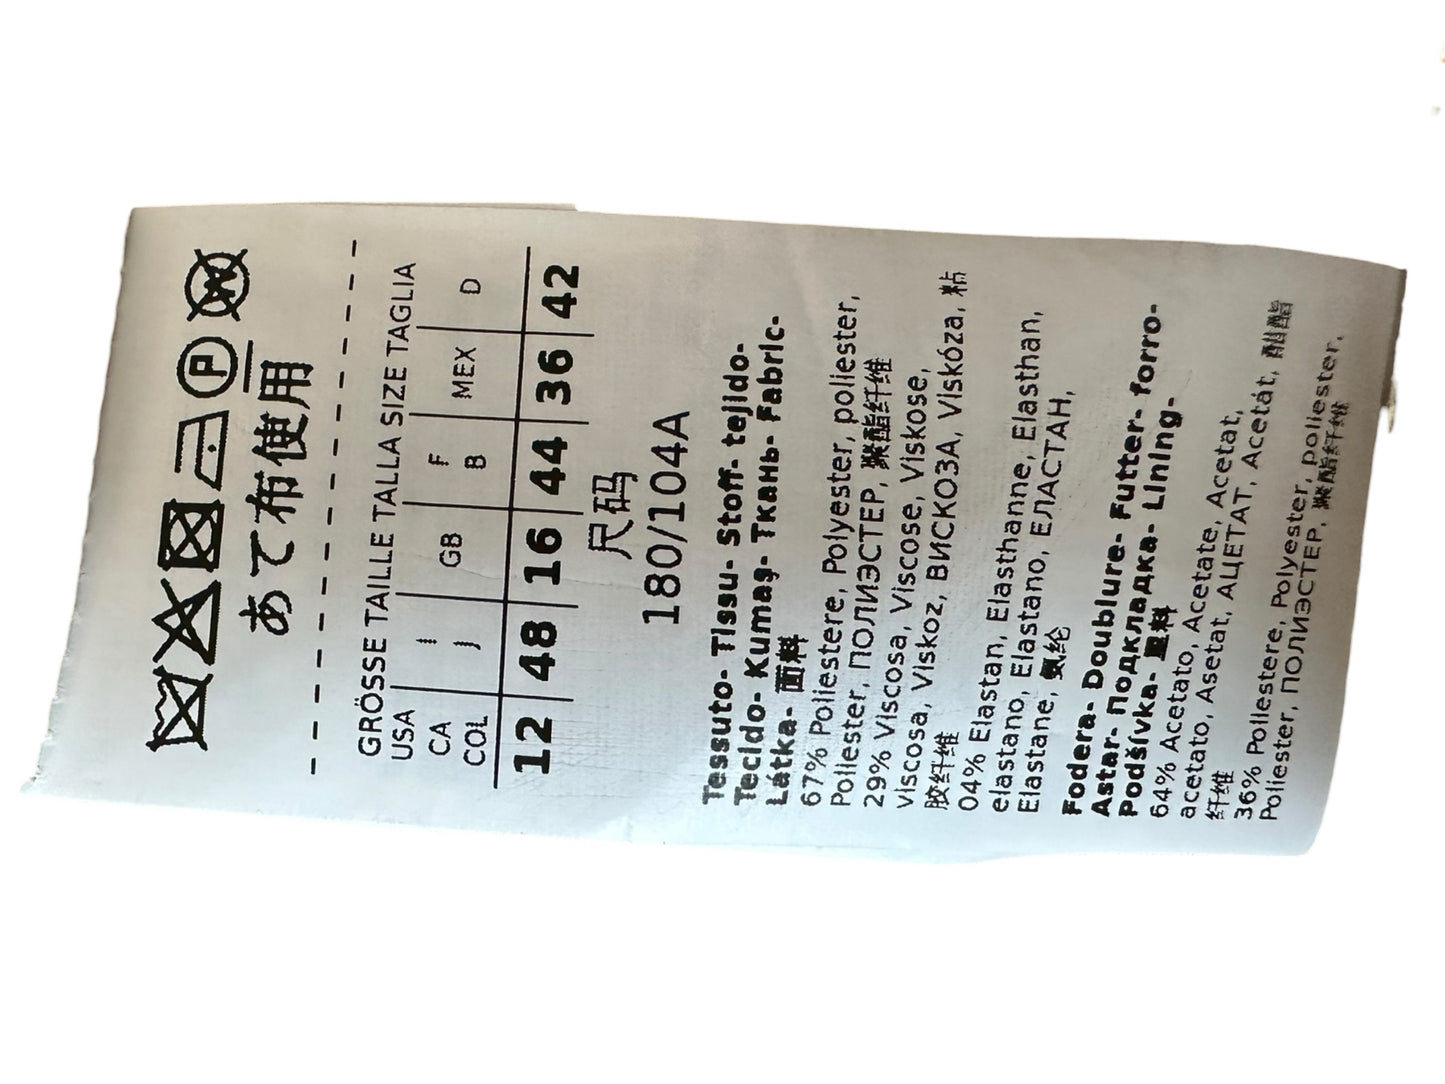 P
W
あて布使用
GRÖSSE TAILLE TALLA SIZE TAGLIA
USA CA COL I J GB F B MEX D
12 48 16 44 36 42
尺码
180/104A
Tessuto- Tissu- Stoff- tejido-
Tecido- Kumaş- Ткань- Fabric-
Látka- 面料
67% Poliestere, Polyester, poliester,
Poliester, ПОЛИЭСТЕР, 聚酯纤维
29% Viscosa, Viscose, Viskose,
viscosa, Viskoz, ВИСКОЗА, Viskóza, 粘
胶纤维
04% Elastan, Elasthanne, Elasthan,
elastano, Elastano, ЕЛАСТАН,
Elastane, 氨纶
Fodera- Doublure- Futter- forro-
Astar- Подкладка- Lining-
Podšívka- 里料
64% Acetato, Acetate, Acetat,
acetato, Asetat, АЦЕТАТ, Acetát, 醋酯
纤维
36% Poliestere, Polyester, poliester,
Poliester, ПОЛИЭСТЕР, 聚酯纤维